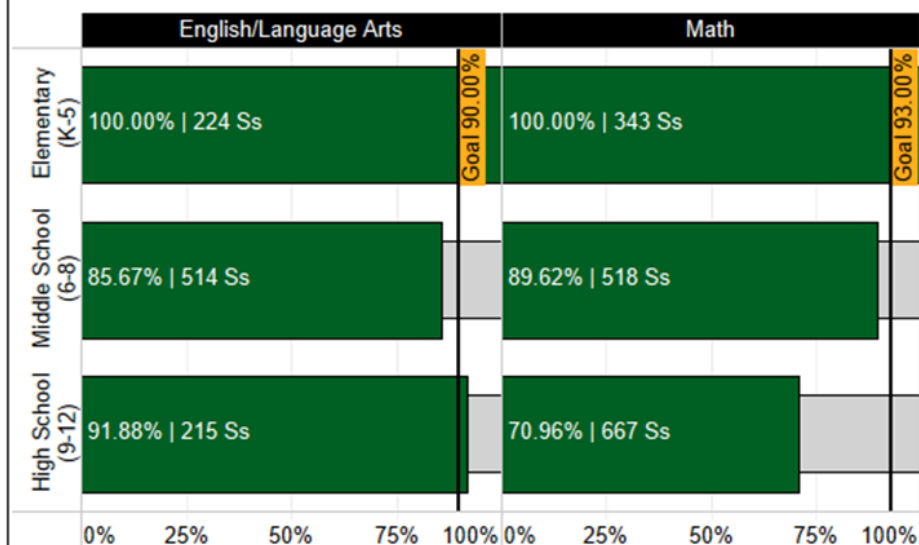 English/Language Arts
Math
Elementary
(K-5)
100.00% | 224 Ss
Goal 90.00%
100.00% | 343 Ss
Goal 93.00%
Middle School
(6-8)
85.67% | 514 Ss
89.62% | 518 Ss
High School
(9-12)
91.88% | 215 Ss
70.96% | 667 Ss
0% 25% 50% 75% 100% 0% 25% 50% 75% 100%